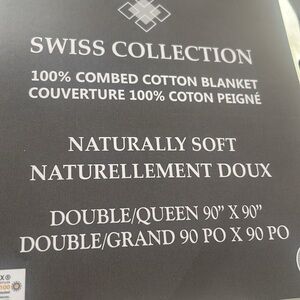 SWISS COLLECTION
100% COMBED COTTON BLANKET
COUVERTURE 100% COTON PEIGNÉ
NATURALLY SOFT
NATURELLEMENT DOUX
DOUBLE/QUEEN 90" X 90"
DOUBLE/GRAND 90 PO X 90 PO
X®
100